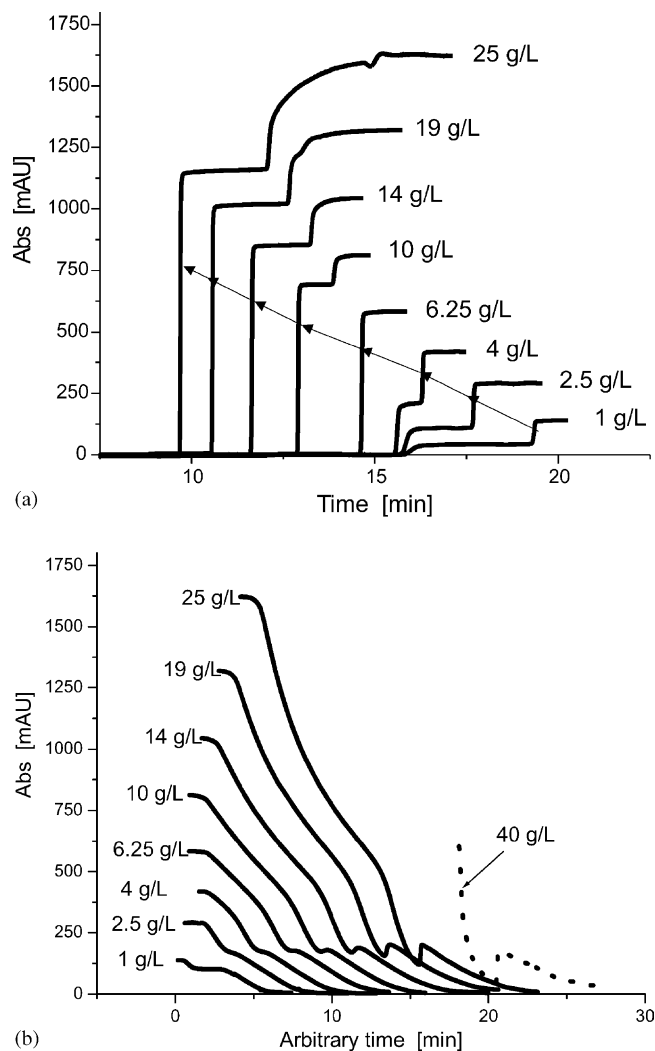 1750
1500
1250
1000
750
500
250
0
Abs [mAU]
25 g/L
19 g/L
14 g/L
10 g/L
6.25 g/L
4 g/L
2.5 g/L
1 g/L
10
15
20
Time [min]
(a)
1750
1500
1250
1000
750
500
250
0
Abs [mAU]
25 g/L
19 g/L
14 g/L
10 g/L
6.25 g/L
4 g/L
2.5 g/L
1 g/L
40 g/L
0
10
20
30
Arbitrary time [min]
(b)